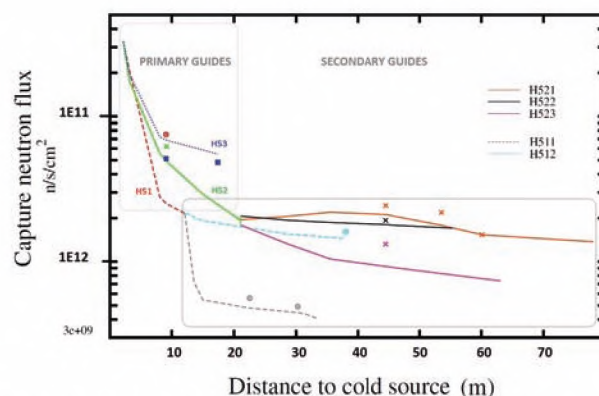 PRIMARY GUIDES
SECONDARY GUIDES
H521
H522
H523
H511
H512
1E11
1E12
3e+09
H53
H51
H52
Capture neutron flux
n/s/cm²
10
20
30
40
50
60
70
Distance to cold source (m)